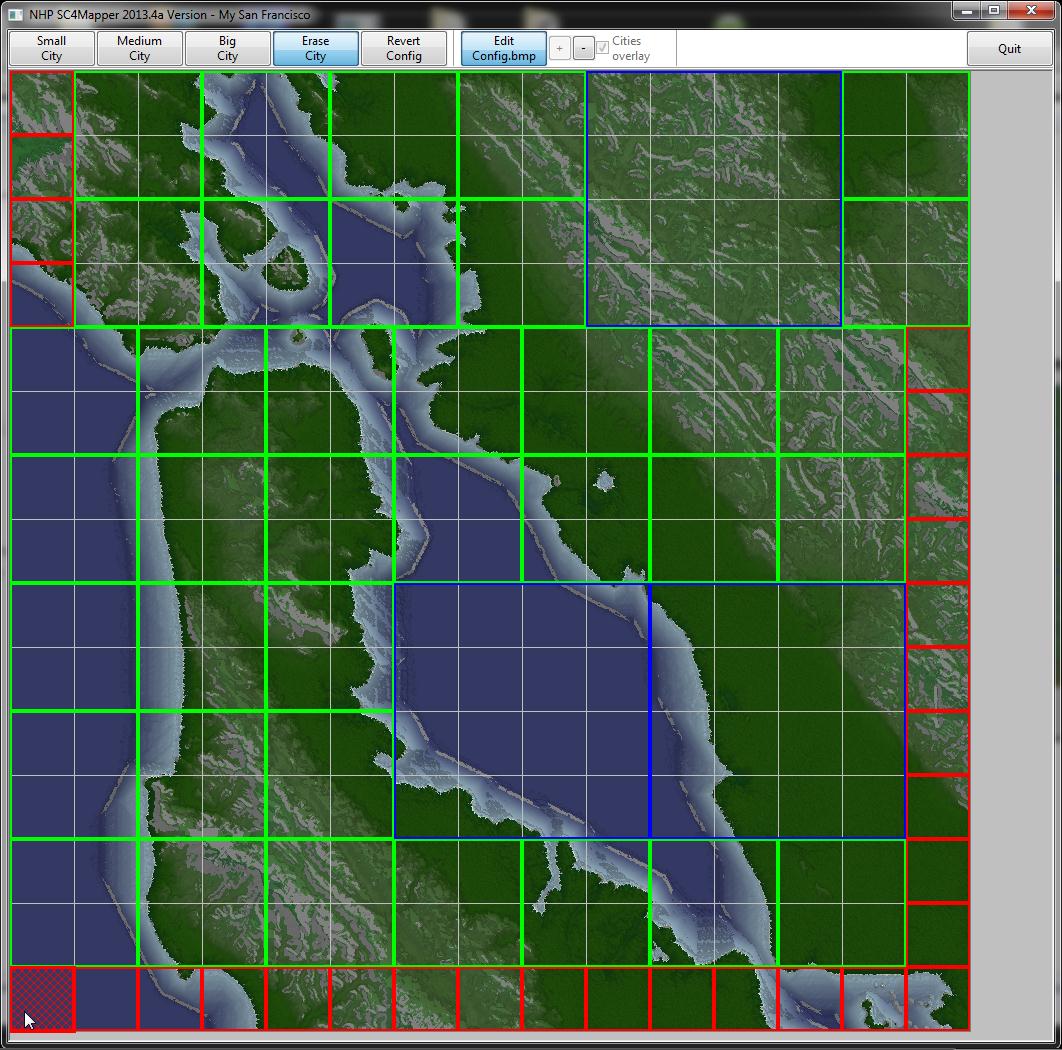 NHP SC4Mapper 2013.4a Version - My San Francisco
Small
City
Medium
City
Big
City
Erase
City
Revert
Config
Edit
Config.bmp
+
-
Cities
overlay
Quit